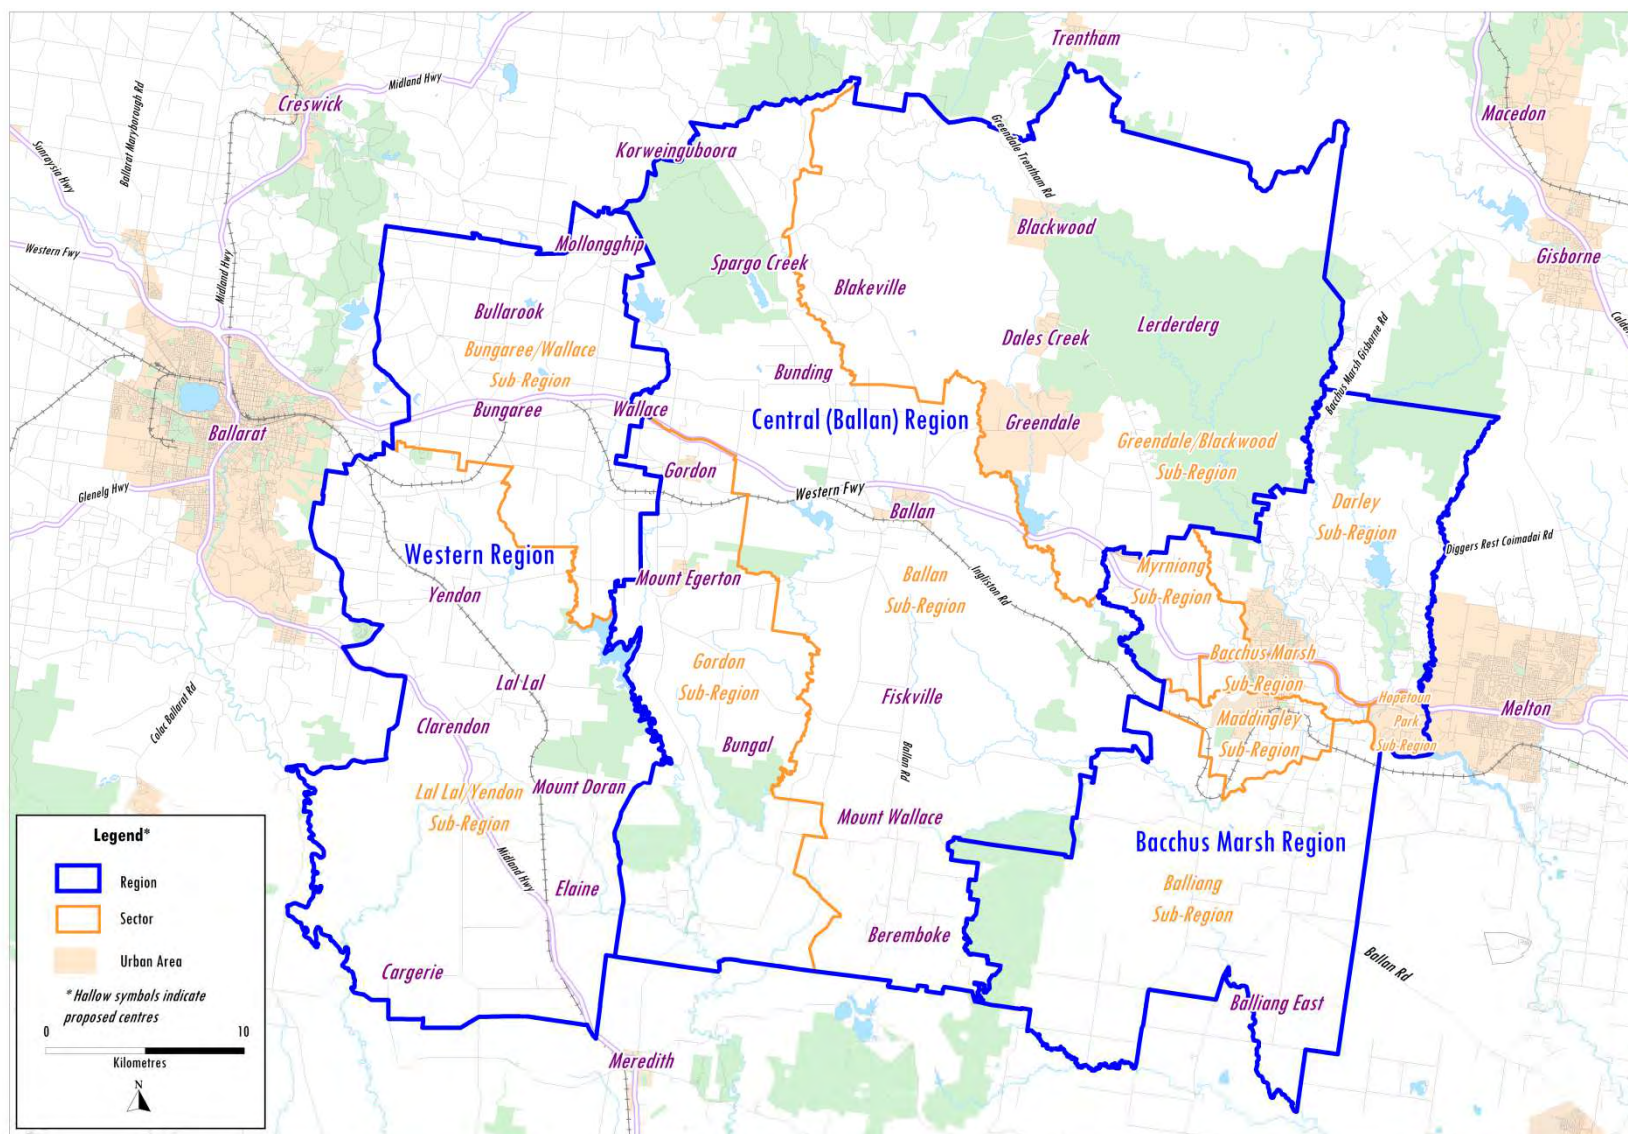 Trentham
Midland Hwy
Creswick
Macedon
Ballarat Maryborough Rd
Sunraysia Hwy
Greendale Trentham Rd
Korweinguboora
Blackwood
Mollongghip
Western Fwy
Midland Hwy
Spargo Creek
Gisborne
Blakeville
Bullarook
Lerderderg
Dales Creek
Bungaree/Wallace
Sub-Region
Bacchus Marsh Gisborne Rd
Bunding
Bungaree
Wallace
Central (Ballan) Region
Greendale
Ballarat
Greendale/Blackwood
Sub-Region
Gordon
Glenelg Hwy
Western Fwy
Ballan
Darley
Sub-Region
Diggers Rest Coimadai Rd
Western Region
Mount Egerton
Ballan
Sub-Region
Ingliston Rd
Myrniong
Sub-Region
Yendon
Bacchus Marsh
Sub-Region
Gordon
Sub-Region
Lal Lal
Fiskville
Hopetoun
Park
Sub-Region
Melton
Colac Ballarat Rd
Clarendon
Maddingley
Sub-Region
Bungal
Ballan Rd
Lal Lal/Yendon
Sub-Region
Mount Doran
Mount Wallace
Bacchus Marsh Region
Midland Hwy
Elaine
Balliang
Sub-Region
Beremboke
Ballan Rd
Cargerie
Balliang East
Meredith
Legend*
Region
Sector
Urban Area
* Hallow symbols indicate
proposed centres
0 10
Kilometres
N